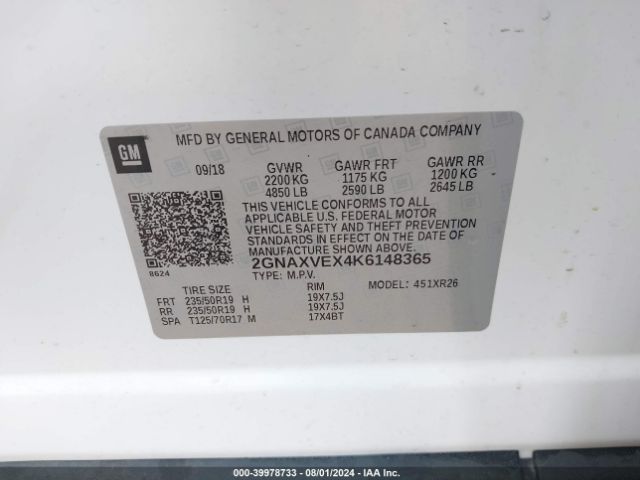 GM
MFD BY GENERAL MOTORS OF CANADA COMPANY
09/18 GVWR GAWR FRT GAWR RR
2200 KG 1175 KG 1200 KG
4850 LB 2590 LB 2645 LB
THIS VEHICLE CONFORMS TO ALL
APPLICABLE U.S. FEDERAL MOTOR
VEHICLE SAFETY AND THEFT PREVENTION
STANDARDS IN EFFECT ON THE DATE OF
MANUFACTURE SHOWN ABOVE.
2GNAXVEX4K6148365
8624 TYPE: M.P.V.
TIRE SIZE RIM MODEL: 451XR26
FRT 235/50R19 H 19X7.5J
RR 235/50R19 H 19X7.5J
SPA T125/70R17 M 17X4BT
© IAA-39978733 - 08/01/2024 - IAAI.com